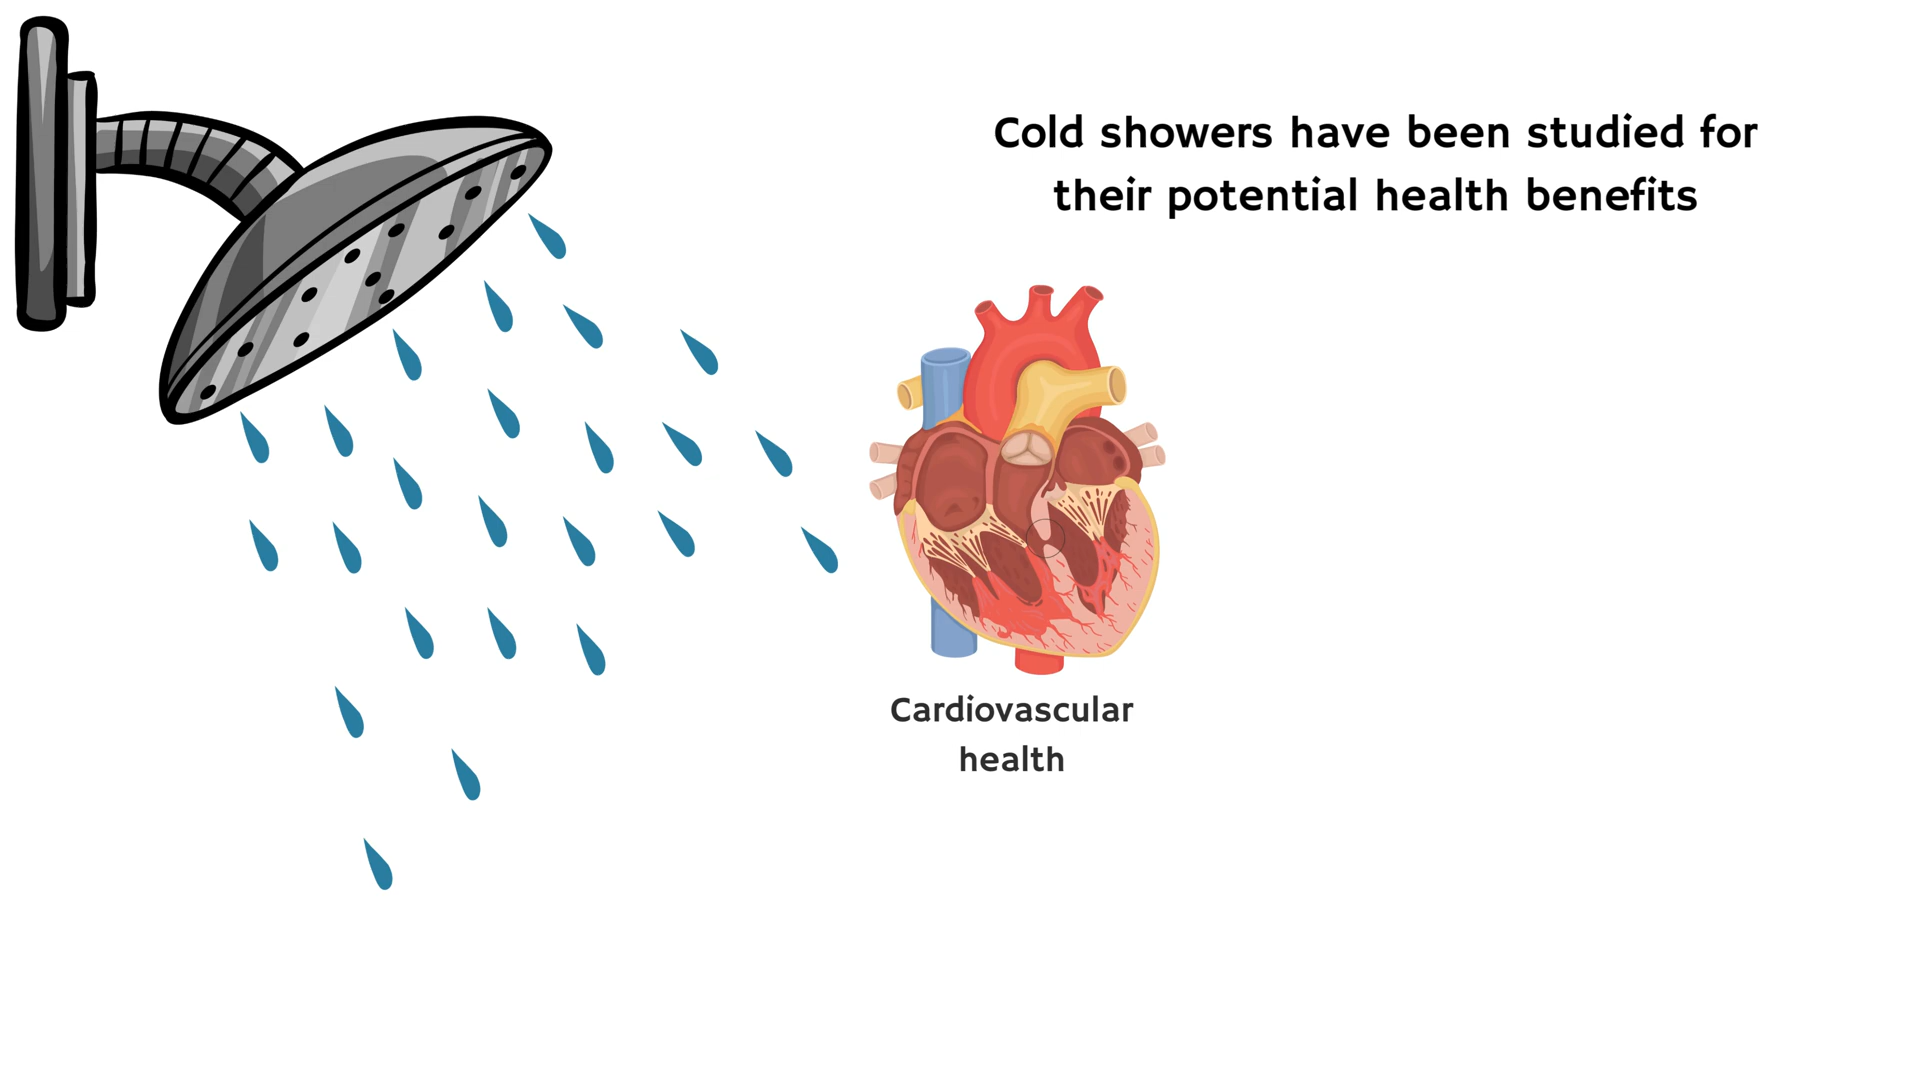 Cold showers have been studied for
their potential health benefits
Cardiovascular
health